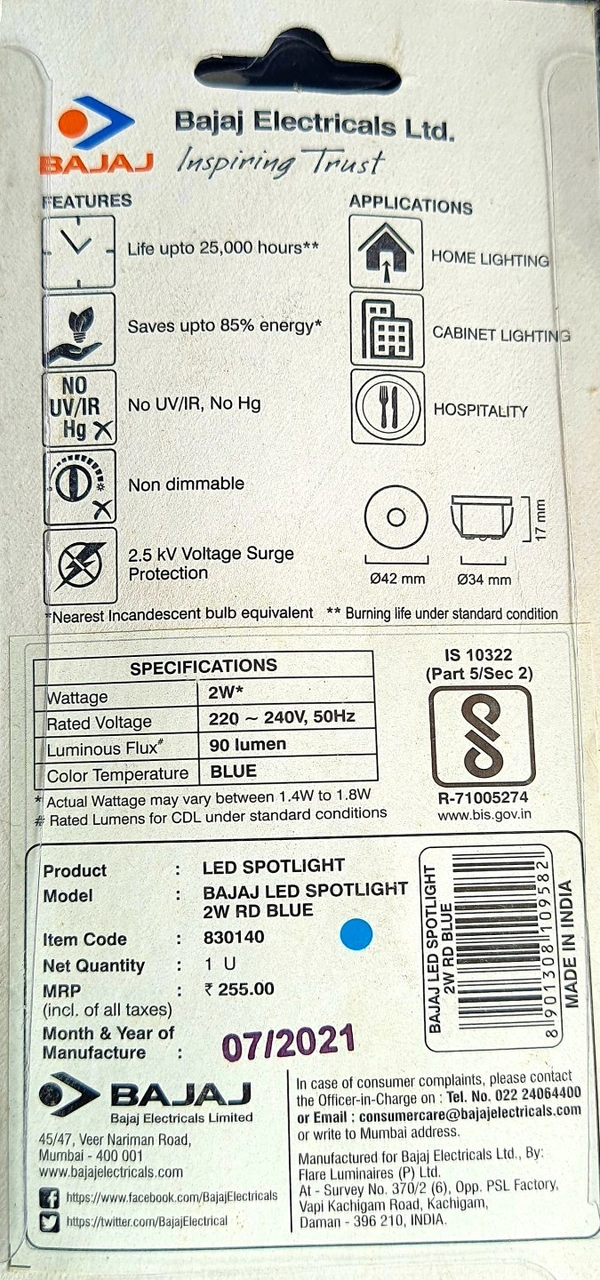 Bajaj Electricals Ltd.
BAJAJ
Inspiring Trust
FEATURES
Life upto 25,000 hours**
Saves upto 85% energy*
NO
UV/IR
Hg
No UV/IR, No Hg
Non dimmable
2.5 kV Voltage Surge
Protection
APPLICATIONS
HOME LIGHTING
CABINET LIGHTING
HOSPITALITY
17 mm
Ø42 mm
Ø34 mm
*Nearest Incandescent bulb equivalent ** Burning life under standard condition
SPECIFICATIONS
Wattage 2W*
Rated Voltage 220 ~ 240V, 50Hz
Luminous Flux# 90 lumen
Color Temperature BLUE
* Actual Wattage may vary between 1.4W to 1.8W
# Rated Lumens for CDL under standard conditions
IS 10322
(Part 5/Sec 2)
R-71005274
www.bis.gov.in
Product : LED SPOTLIGHT
Model : BAJAJ LED SPOTLIGHT
2W RD BLUE
Item Code : 830140
Net Quantity : 1 U
MRP : ₹ 255.00
(incl. of all taxes)
Month & Year of
Manufacture : 07/2021
BAJAJ LED SPOTLIGHT
2W RD BLUE
8 901308 109582
MADE IN INDIA
BAJAJ
Bajaj Electricals Limited
45/47, Veer Nariman Road,
Mumbai - 400 001
www.bajajelectricals.com
https://www.facebook.com/BajajElectricals
https://twitter.com/BajajElectrical
In case of consumer complaints, please contact
the Officer-in-Charge on : Tel. No. 022 24064400
or Email : consumercare@bajajelectricals.com
or write to Mumbai address.
Manufactured for Bajaj Electricals Ltd., By:
Flare Luminaires (P) Ltd.
At - Survey No. 370/2 (6), Opp. PSL Factory,
Vapi Kachigam Road, Kachigam,
Daman - 396 210, INDIA.